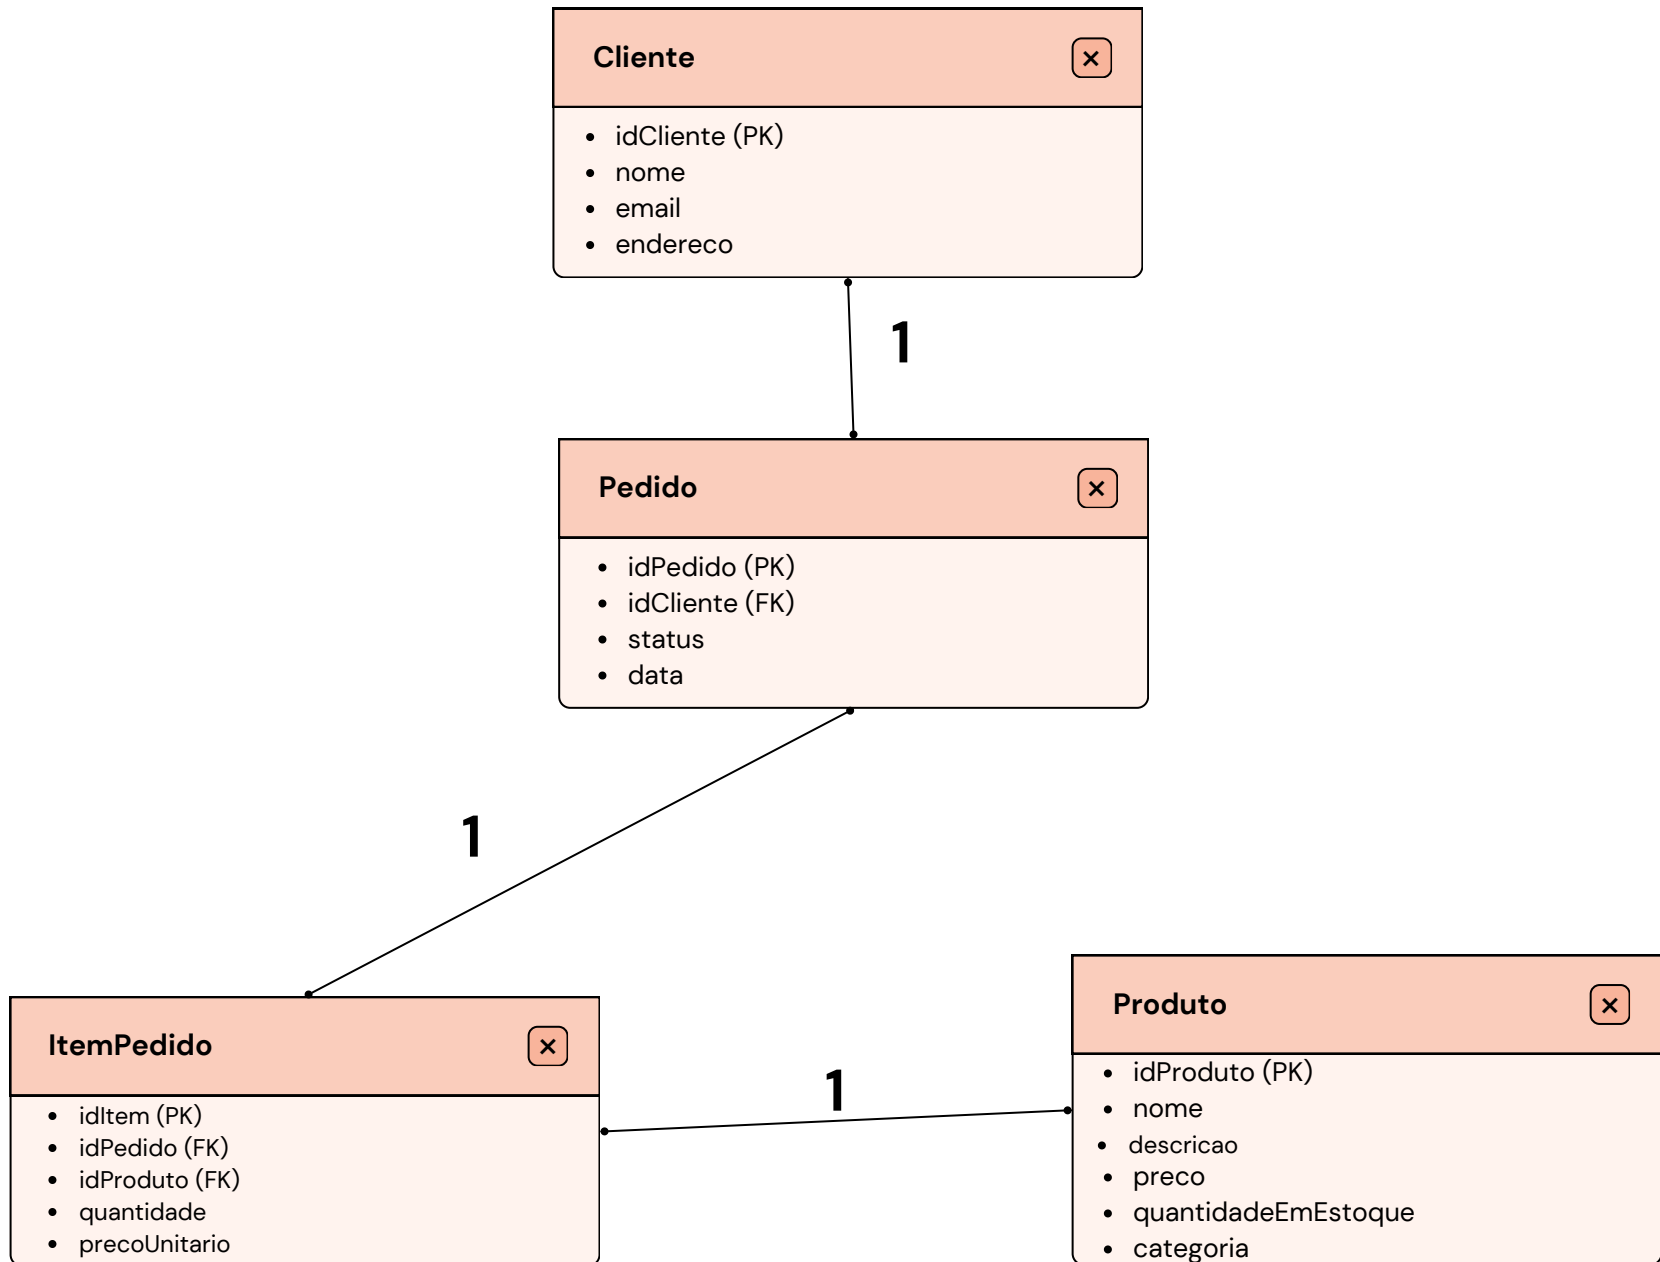 Cliente
idCliente (PK)
nome
email
endereco
1
Pedido
idPedido (PK)
idCliente (FK)
status
data
1
ItemPedido
idItem (PK)
idPedido (FK)
idProduto (FK)
quantidade
precoUnitario
1
Produto
idProduto (PK)
nome
descricao
preco
quantidadeEmEstoque
categoria